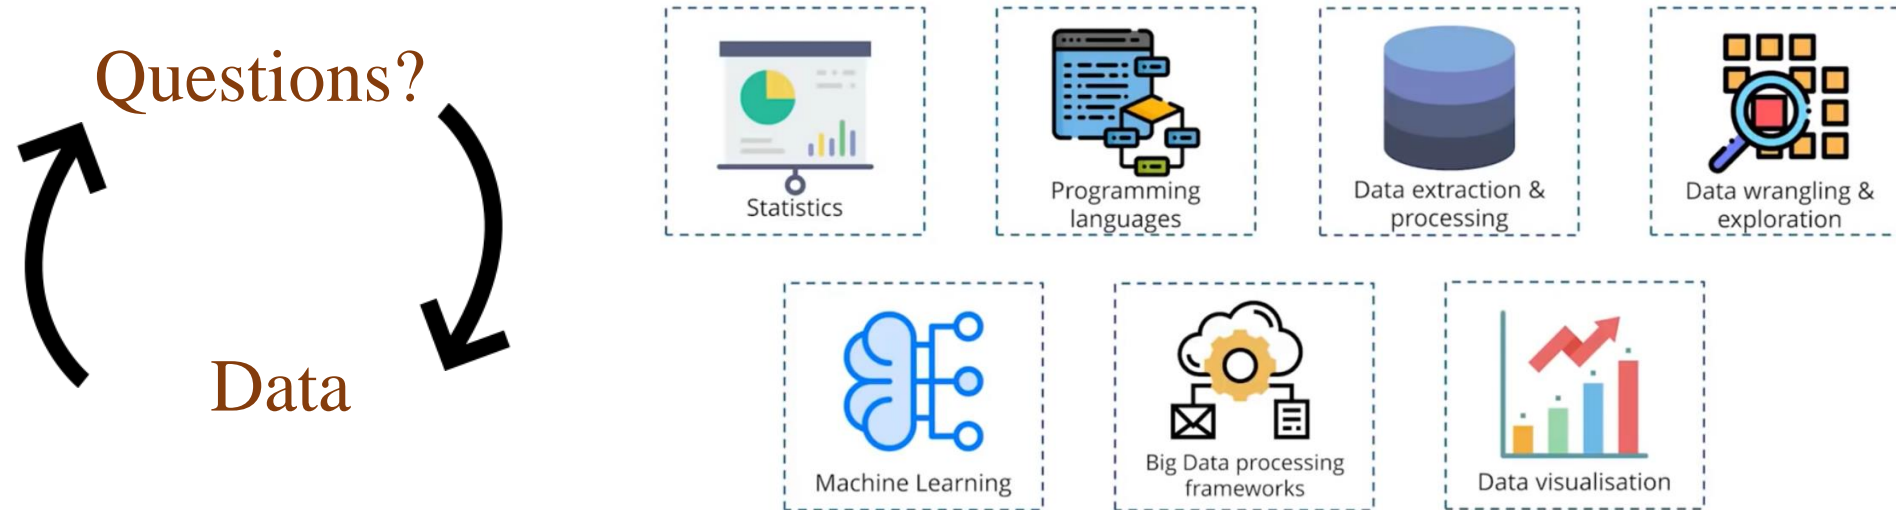 Questions?
Data
Statistics
Programming
languages
Data extraction &
processing
Data wrangling &
exploration
Machine Learning
Big Data processing
frameworks
Data visualisation